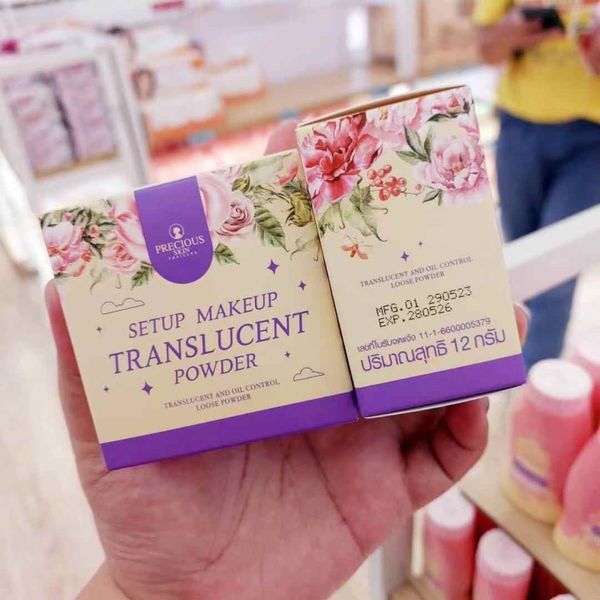 PRECIOUS
SKIN
THAILAND
SETUP MAKEUP
TRANSLUCENT
POWDER
TRANSLUCENT AND OIL CONTROL
LOOSE POWDER
TRANSLUCENT AND OIL CONTROL
LOOSE POWDER
MFG.01 290523
EXP.280526
เลขที่ใบรับจดแจ้ง 11-1-6600005379
ปริมาณสุทธิ 12 กรัม